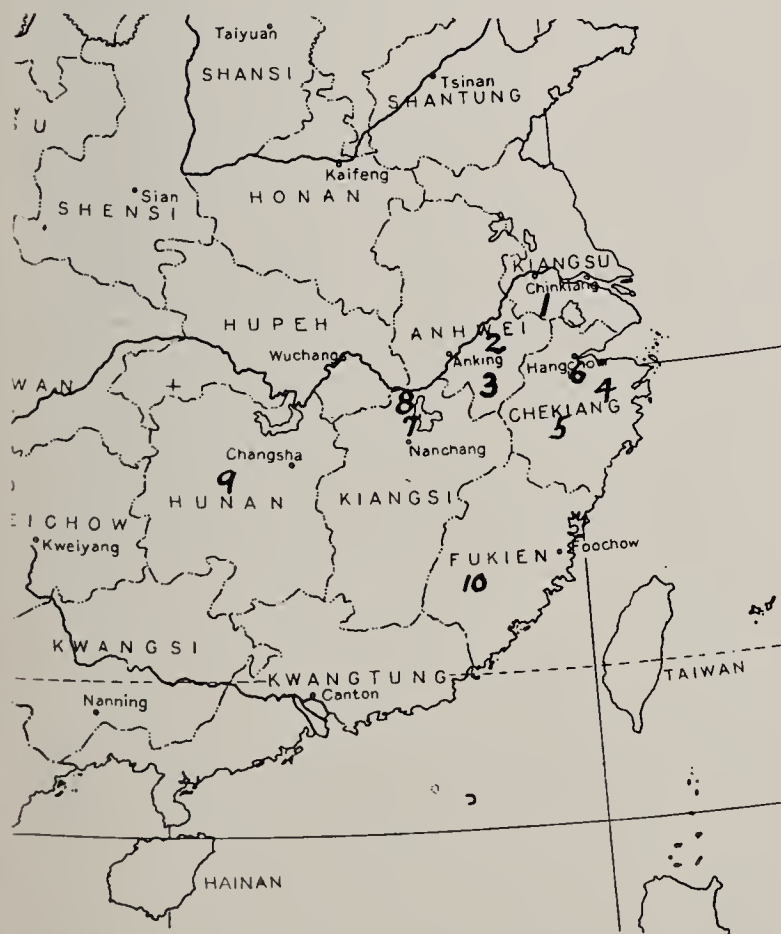 Taiyuan
SHANSI
Tsinan
SHANTUNG
U
Kaifeng
Sian
HONAN
SHENSI
KIANGSU
Chinkiang
1
HUPEH
ANHWEI
2
Wuchang
Anking
Hangchow
6
WAN
3
4
8
CHEKIANG
7
5
Nanchang
Changsha
9
HUNAN
KIANGSI
EICHOW
Kweiyang
Foochow
FUKIEN
10
KWANGSI
KWANGTUNG
TAIWAN
Canton
Nanning
HAINAN